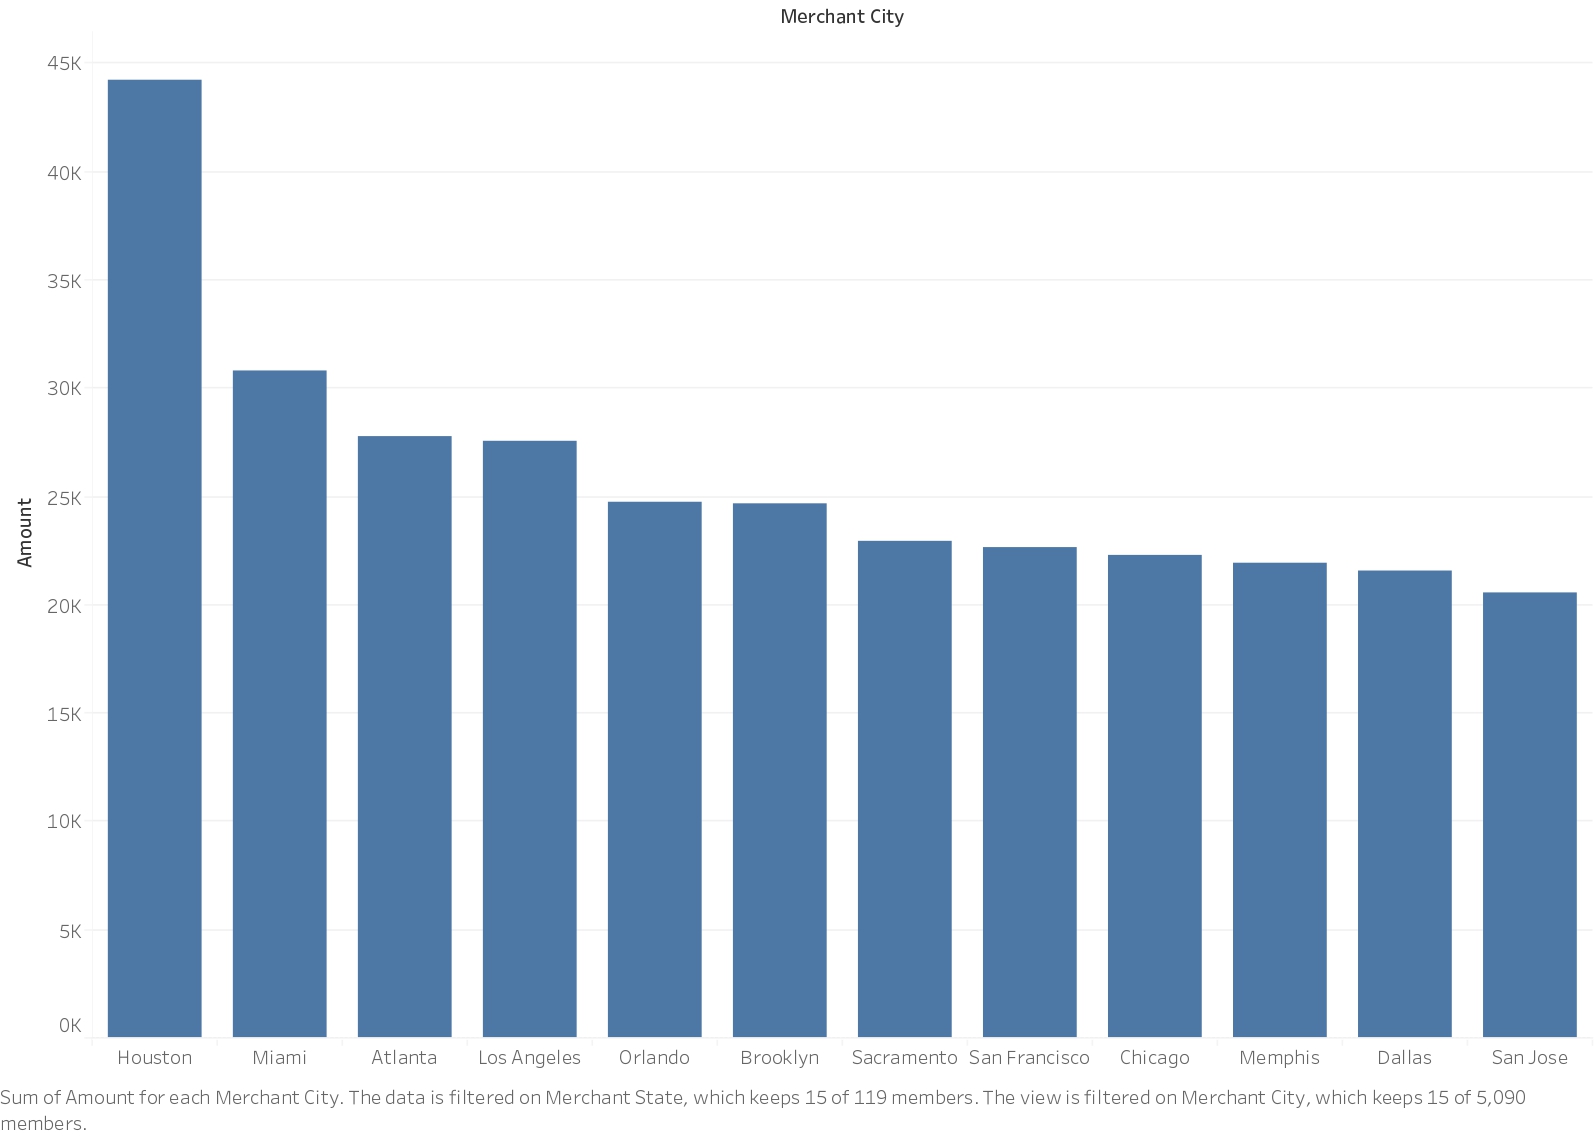 Merchant City
45K
40K
35K
30K
25K
20K
15K
10K
5K
0K
Amount
Houston Miami Atlanta Los Angeles Orlando Brooklyn Sacramento San Francisco Chicago Memphis Dallas San Jose
Sum of Amount for each Merchant City. The data is filtered on Merchant State, which keeps 15 of 119 members. The view is filtered on Merchant City, which keeps 15 of 5,090
members.